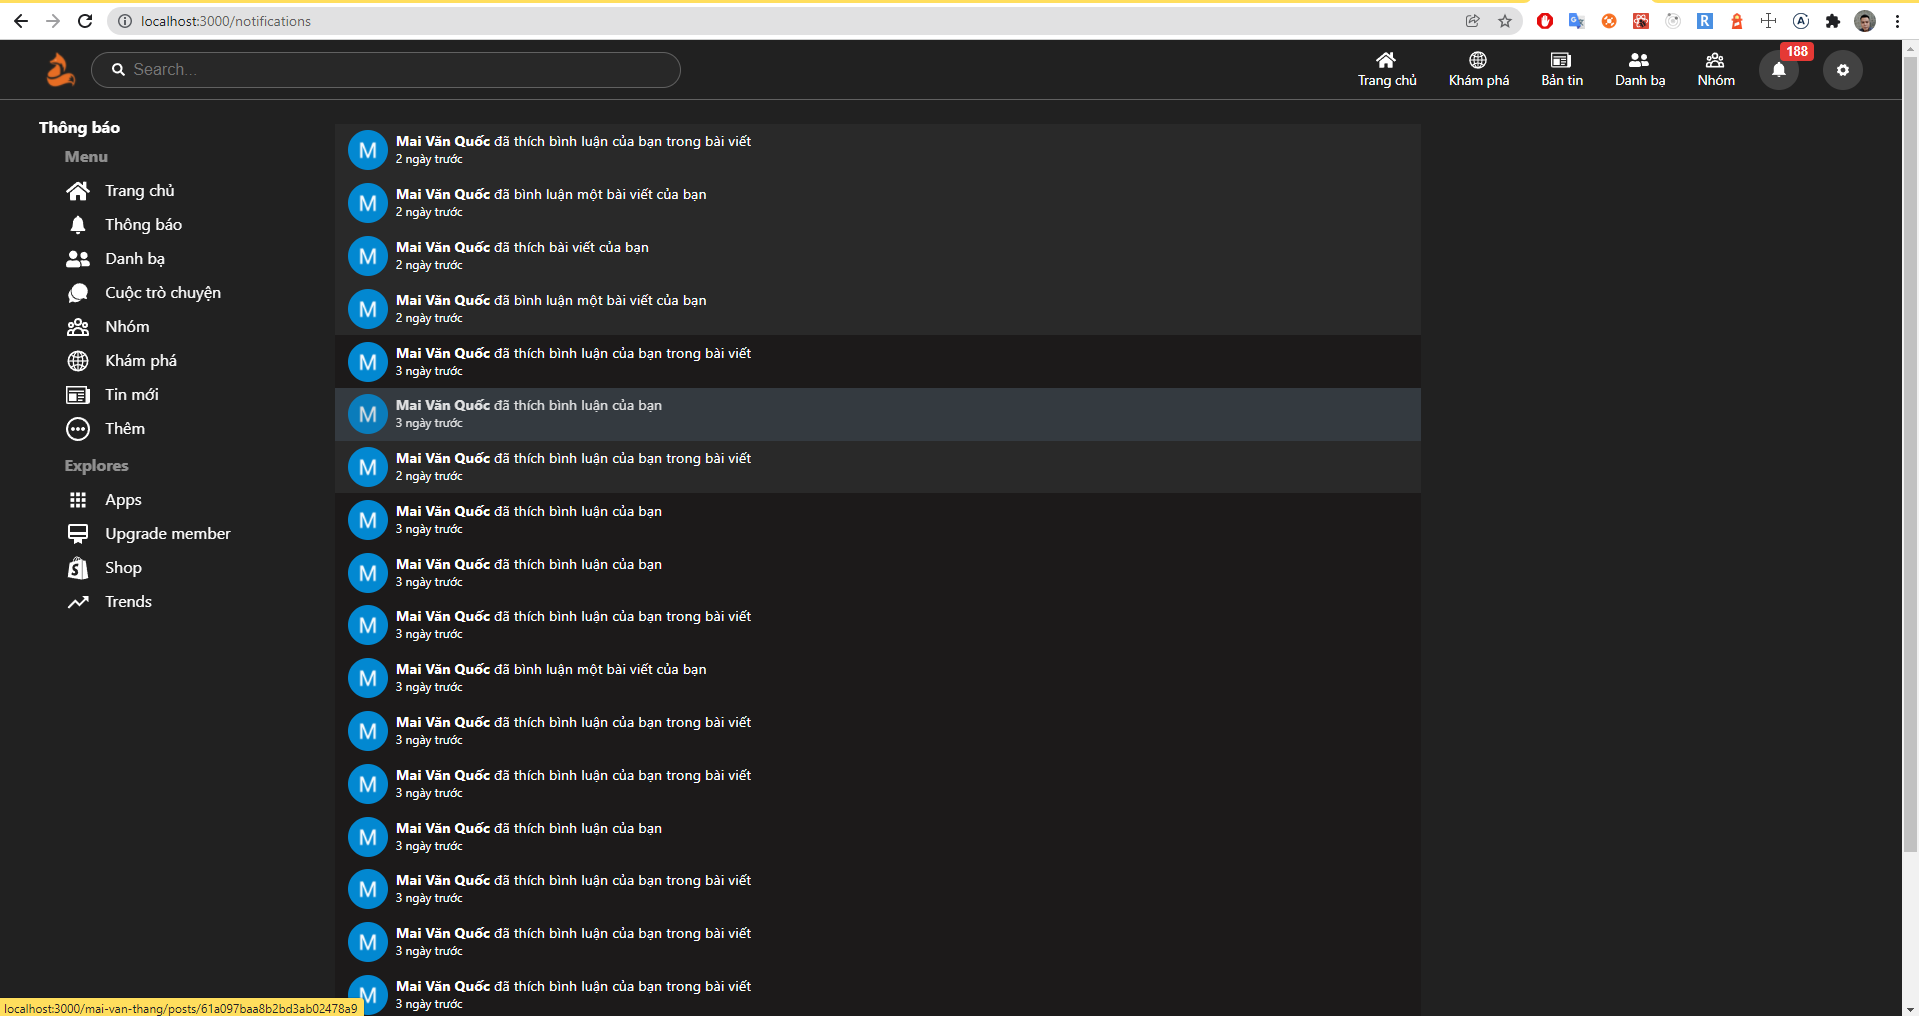 localhost:3000/notifications
Search...
Trang chủ
Khám phá
Bản tin
Danh bạ
Nhóm
188
Thông báo
Menu
Trang chủ
Thông báo
Danh bạ
Cuộc trò chuyện
Nhóm
Khám phá
Tin mới
Thêm
Explores
Apps
Upgrade member
Shop
Trends
M
Mai Văn Quốc đã thích bình luận của bạn trong bài viết
2 ngày trước
M
Mai Văn Quốc đã bình luận một bài viết của bạn
2 ngày trước
M
Mai Văn Quốc đã thích bài viết của bạn
2 ngày trước
M
Mai Văn Quốc đã bình luận một bài viết của bạn
2 ngày trước
M
Mai Văn Quốc đã thích bình luận của bạn trong bài viết
3 ngày trước
M
Mai Văn Quốc đã thích bình luận của bạn
3 ngày trước
M
Mai Văn Quốc đã thích bình luận của bạn trong bài viết
2 ngày trước
M
Mai Văn Quốc đã thích bình luận của bạn
3 ngày trước
M
Mai Văn Quốc đã thích bình luận của bạn
3 ngày trước
M
Mai Văn Quốc đã thích bình luận của bạn trong bài viết
3 ngày trước
M
Mai Văn Quốc đã bình luận một bài viết của bạn
3 ngày trước
M
Mai Văn Quốc đã thích bình luận của bạn trong bài viết
3 ngày trước
M
Mai Văn Quốc đã thích bình luận của bạn trong bài viết
3 ngày trước
M
Mai Văn Quốc đã thích bình luận của bạn
3 ngày trước
M
Mai Văn Quốc đã thích bình luận của bạn trong bài viết
3 ngày trước
M
Mai Văn Quốc đã thích bình luận của bạn trong bài viết
3 ngày trước
M
Mai Văn Quốc đã thích bình luận của bạn trong bài viết
3 ngày trước
localhost:3000/mai-van-thang/posts/61a097baa8b2bd3ab02478a9